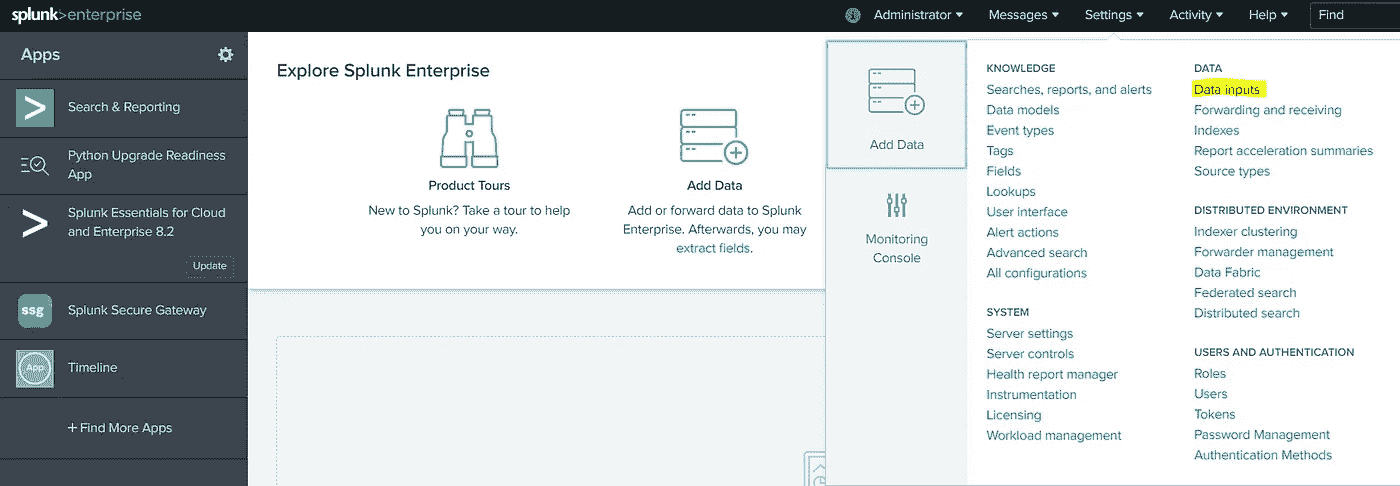 splunk>enterprise
Administrator
Messages
Settings
Activity
Help
Find
Apps
Search & Reporting
Python Upgrade Readiness
App
Splunk Essentials for Cloud
and Enterprise 8.2
Update
ssg
Splunk Secure Gateway
App
Timeline
+ Find More Apps
Explore Splunk Enterprise
Product Tours
New to Splunk? Take a tour to help
you on your way.
Add Data
Add or forward data to Splunk
Enterprise. Afterwards, you may
extract fields.
Add Data
Monitoring
Console
KNOWLEDGE
Searches, reports, and alerts
Data models
Event types
Tags
Fields
Lookups
User interface
Alert actions
Advanced search
All configurations
SYSTEM
Server settings
Server controls
Health report manager
Instrumentation
Licensing
Workload management
DATA
Data inputs
Forwarding and receiving
Indexes
Report acceleration summaries
Source types
DISTRIBUTED ENVIRONMENT
Indexer clustering
Forwarder management
Data Fabric
Federated search
Distributed search
USERS AND AUTHENTICATION
Roles
Users
Tokens
Password Management
Authentication Methods